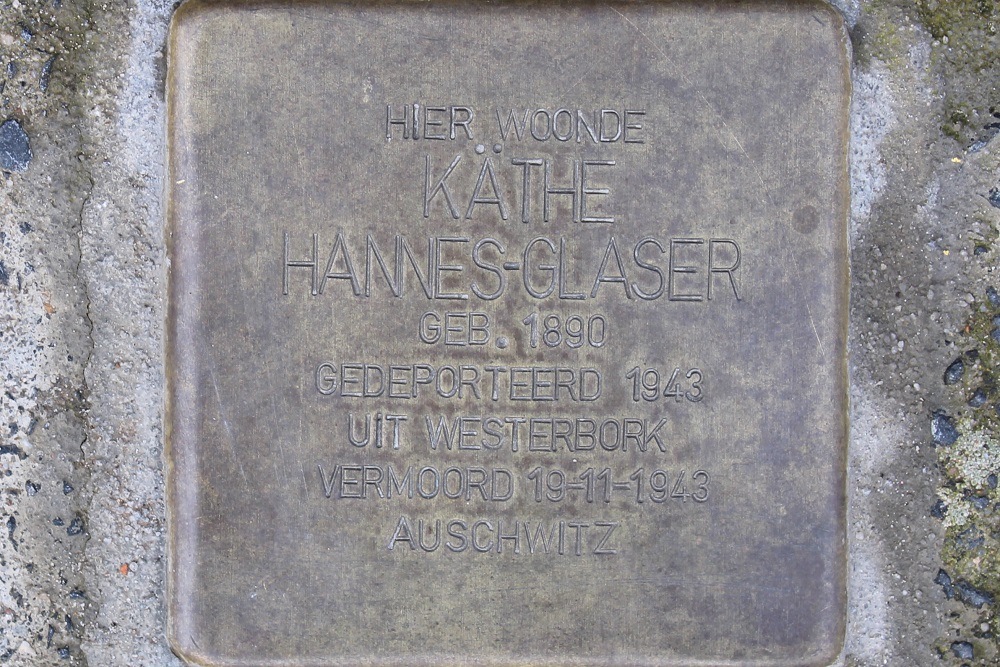 HIER WOONDE
KÄTHE
HANNES-GLASER
GEB. 1890
GEDEPORTEERD 1943
UIT WESTERBORK
VERMOORD 19-11-1943
AUSCHWITZ